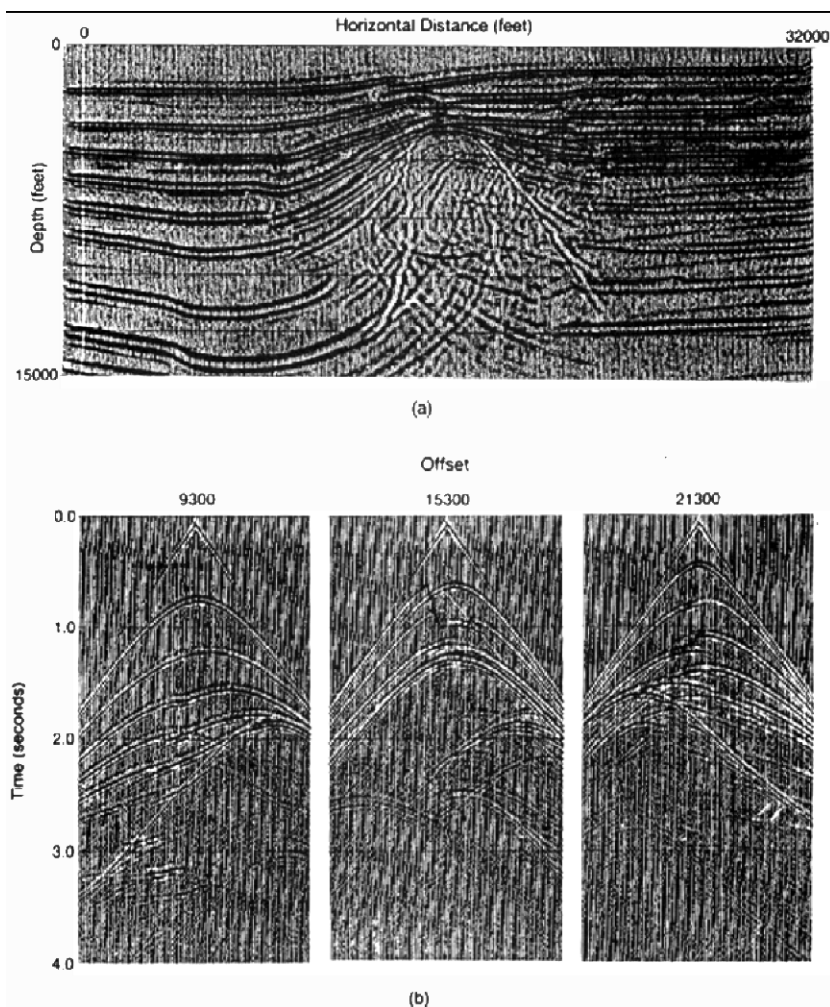 Horizontal Distance (feet)
0 0 32000
Depth (feet)
15000
(a)
Offset
9300 15300 21300
0.0
1.0
2.0
3.0
4.0
Time (seconds)
(b)